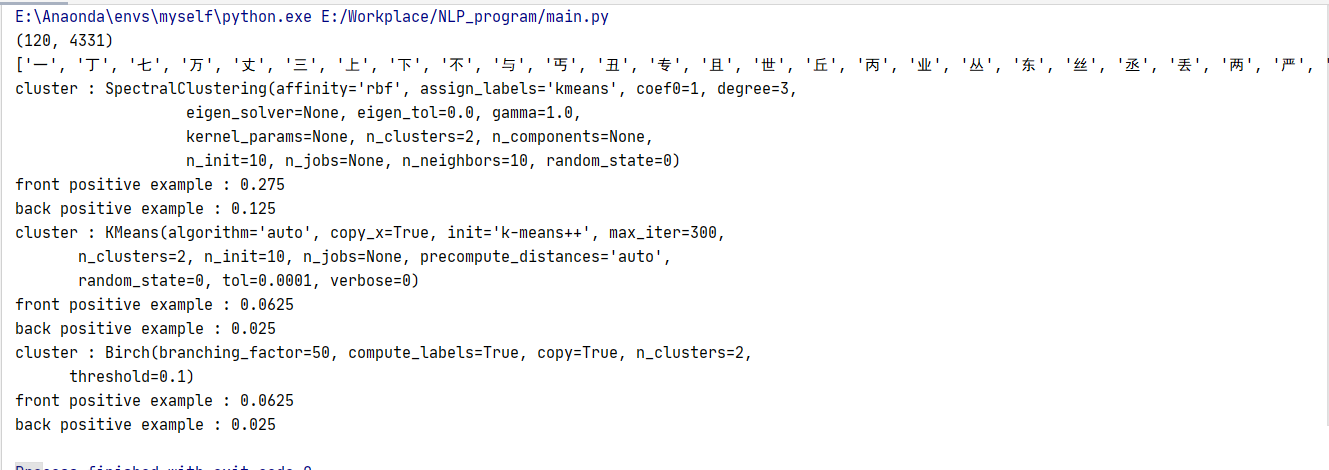 E:\Anaonda\envs\myself\python.exe E:/Workplace/NLP_program/main.py
(120, 4331)
['一', '丁', '七', '万', '丈', '三', '上', '下', '不', '与', '丐', '丑', '专', '且', '世', '丘', '丙', '业', '丛', '东', '丝', '丞', '丢', '两', '严', '
cluster : SpectralClustering(affinity='rbf', assign_labels='kmeans', coef0=1, degree=3,
eigen_solver=None, eigen_tol=0.0, gamma=1.0,
kernel_params=None, n_clusters=2, n_components=None,
n_init=10, n_jobs=None, n_neighbors=10, random_state=0)
front positive example : 0.275
back positive example : 0.125
cluster : KMeans(algorithm='auto', copy_x=True, init='k-means++', max_iter=300,
n_clusters=2, n_init=10, n_jobs=None, precompute_distances='auto',
random_state=0, tol=0.0001, verbose=0)
front positive example : 0.0625
back positive example : 0.025
cluster : Birch(branching_factor=50, compute_labels=True, copy=True, n_clusters=2,
threshold=0.1)
front positive example : 0.0625
back positive example : 0.025
Process finished with exit code 0